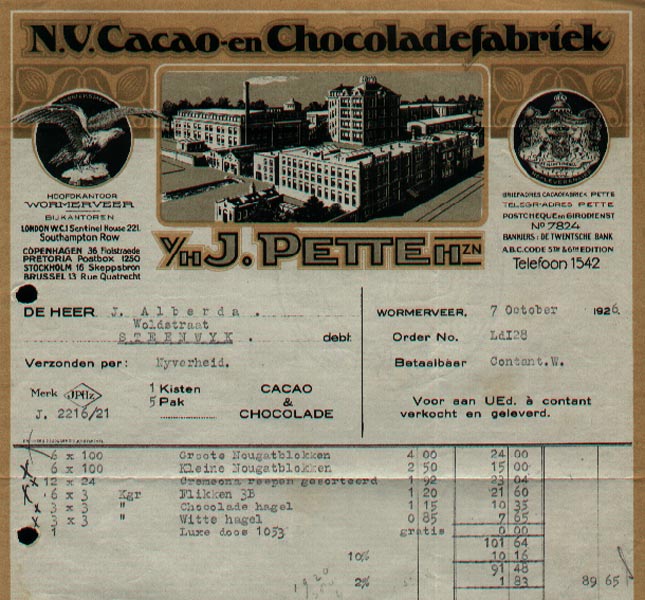 N.V. Cacao-en Chocoladefabriek
HOOFDKANTOOR
WORMERVEER
BIJKANTOREN
LONDON W.C.1 Sentinel House 221.
Southampton Row
COPENHAGEN 36 Fiolstraede
PRETORIA Postbox 1250
STOCKHOLM 16 Skeppsbron
BRUSSEL 13 Rue Quatrecht
V/H J. PETTE HZN
BRIEFADRES CACAOFABRIEK PETTE
TELEGR-ADRES PETTE
POSTCHEQUE EN GIRODIENST
No 7824
BANKIERS: DE TWENTSCHE BANK
A.B.C. CODE 5TH & 6TH EDITION
Telefoon 1542
DE HEER J. Alberda.
Woldstraat
STEENWYK. debt:
Verzonden per: Nyverheid.
Merk JPHz
J. 2216/21
1 Kisten
5 Pak
CACAO
&
CHOCOLADE
WORMERVEER, 7 October 1926.
Order No. LdI28
Betaalbaar Contant.W.
Voor aan UEd. à contant
verkocht en geleverd.
6 x 100 Groote Nougatblokken 4 00 24 00
6 x 100 Kleine Nougatblokken 2 50 15 00
12 x 24 Cremeona reepen gesorteerd 1 92 23 04
6 x 3 Kgr Flikken 3B 1 20 21 60
3 x 3 " Chocolade hagel 1 15 10 35
3 x 3 " Witte hagel 0 85 7 65
1 Luxe doos 1053 gratis 0 00
101 64
10% 10 16
91 48
2% 1 83 89 65